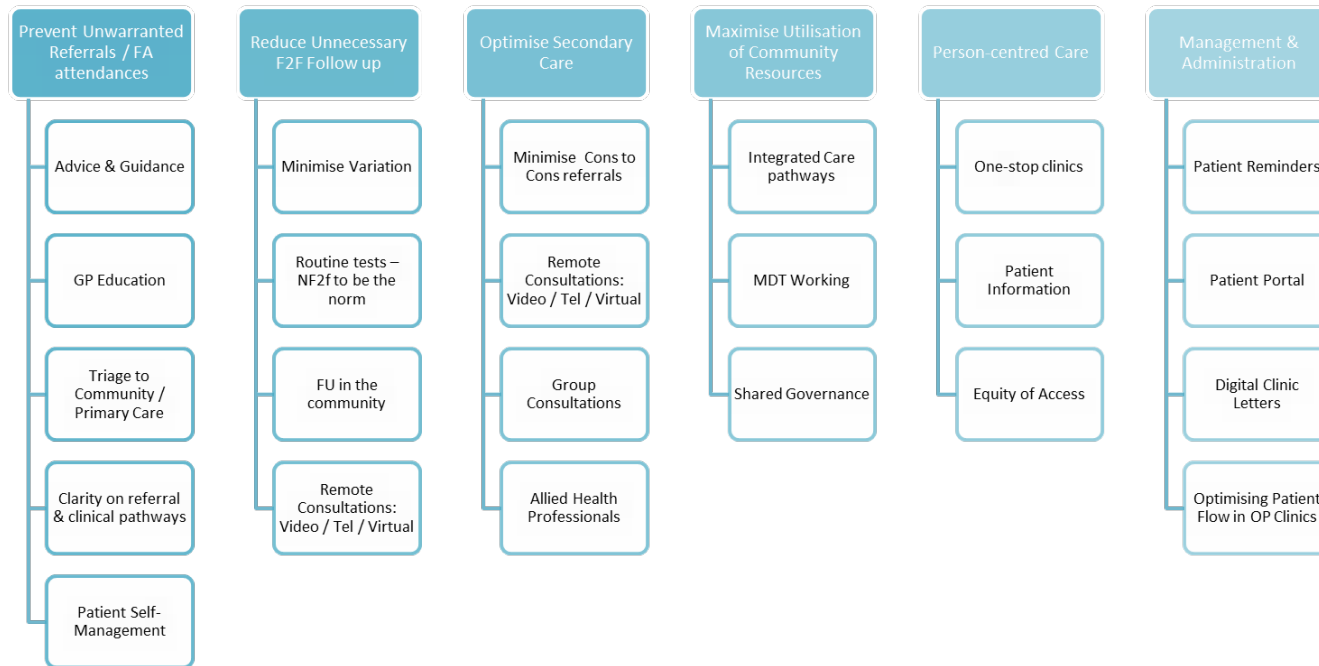 Prevent Unwarranted
Referrals / FA
attendances
Advice & Guidance
GP Education
Triage to
Community /
Primary Care
Clarity on referral
& clinical pathways
Patient Self-
Management
Reduce Unnecessary
F2F Follow up
Minimise Variation
Routine tests –
NF2f to be the
norm
FU in the
community
Remote
Consultations:
Video / Tel / Virtual
Optimise Secondary
Care
Minimise Cons to
Cons referrals
Remote
Consultations:
Video / Tel / Virtual
Group
Consultations
Allied Health
Professionals
Maximise Utilisation
of Community
Resources
Integrated Care
pathways
MDT Working
Shared Governance
Person-centred Care
One-stop clinics
Patient
Information
Equity of Access
Management &
Administration
Patient Reminders
Patient Portal
Digital Clinic
Letters
Optimising Patient
Flow in OP Clinics